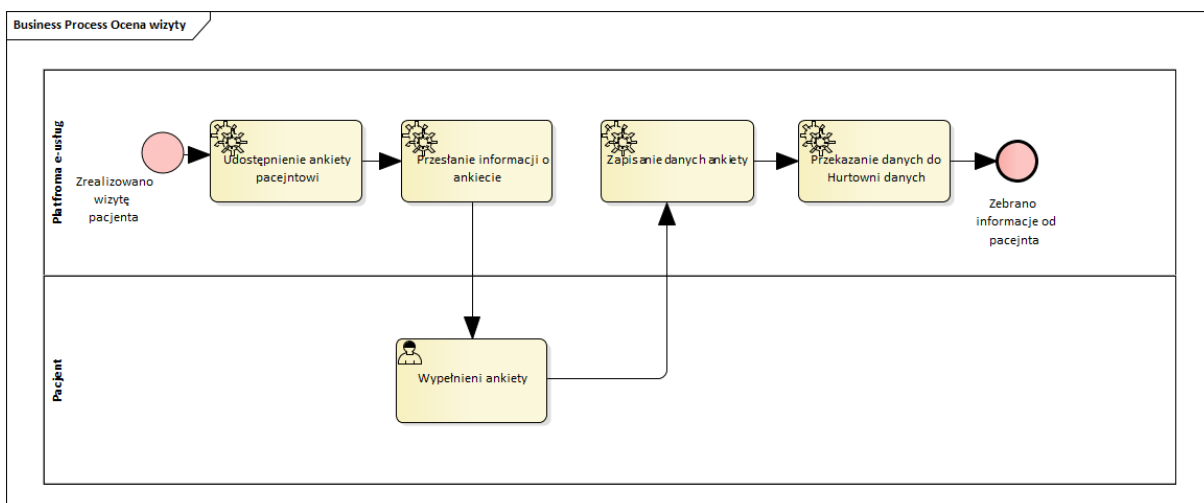 Business Process Ocena wizyty
Platfroma e-usług
Zrealizowano
wizytę
pacjenta
Udostępnienie ankiety
pacejntowi
Przesłanie informacji o
ankiecie
Zapisanie danych ankiety
Przekazanie danych do
Hurtowni danych
Zebrano
informacje od
pacejnta
Pacjent
Wypełnieni ankiety